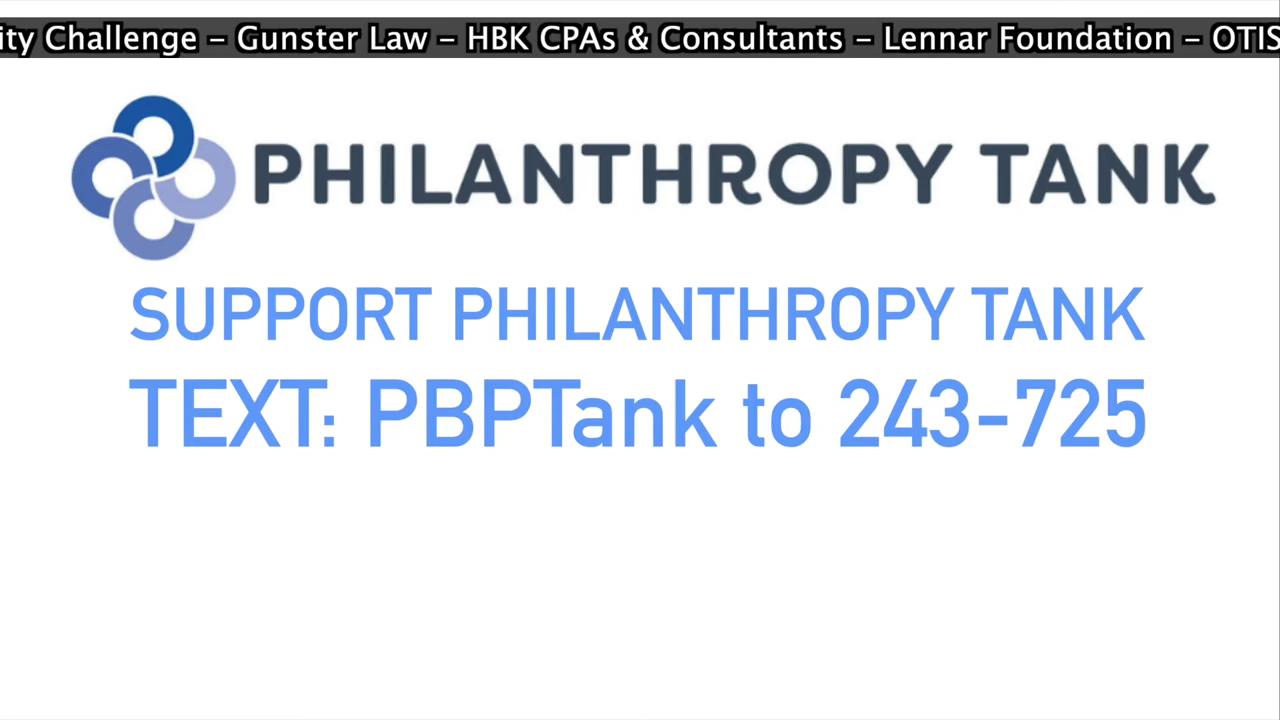 ity Challenge – Gunster Law – HBK CPAs & Consultants – Lennar Foundation – OTIS
PHILANTHROPY TANK
SUPPORT PHILANTHROPY TANK
TEXT: PBPTank to 243-725